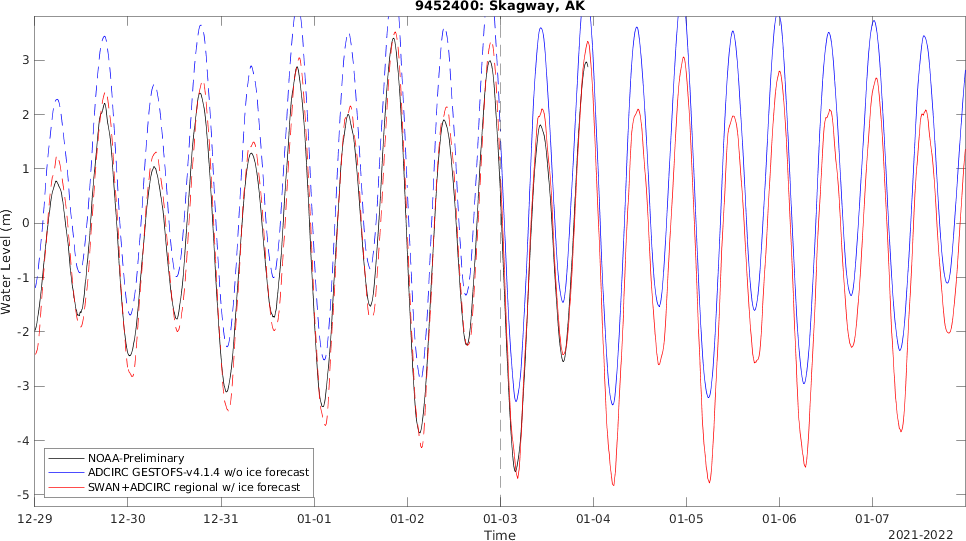 9452400: Skagway, AK
Water Level (m)
3
2
1
0
-1
-2
-3
-4
-5
NOAA-Preliminary
ADCIRC GESTOFS-v4.1.4 w/o ice forecast
SWAN+ADCIRC regional w/ ice forecast
12-29 12-30 12-31 01-01 01-02 01-03 01-04 01-05 01-06 01-07
Time
2021-2022